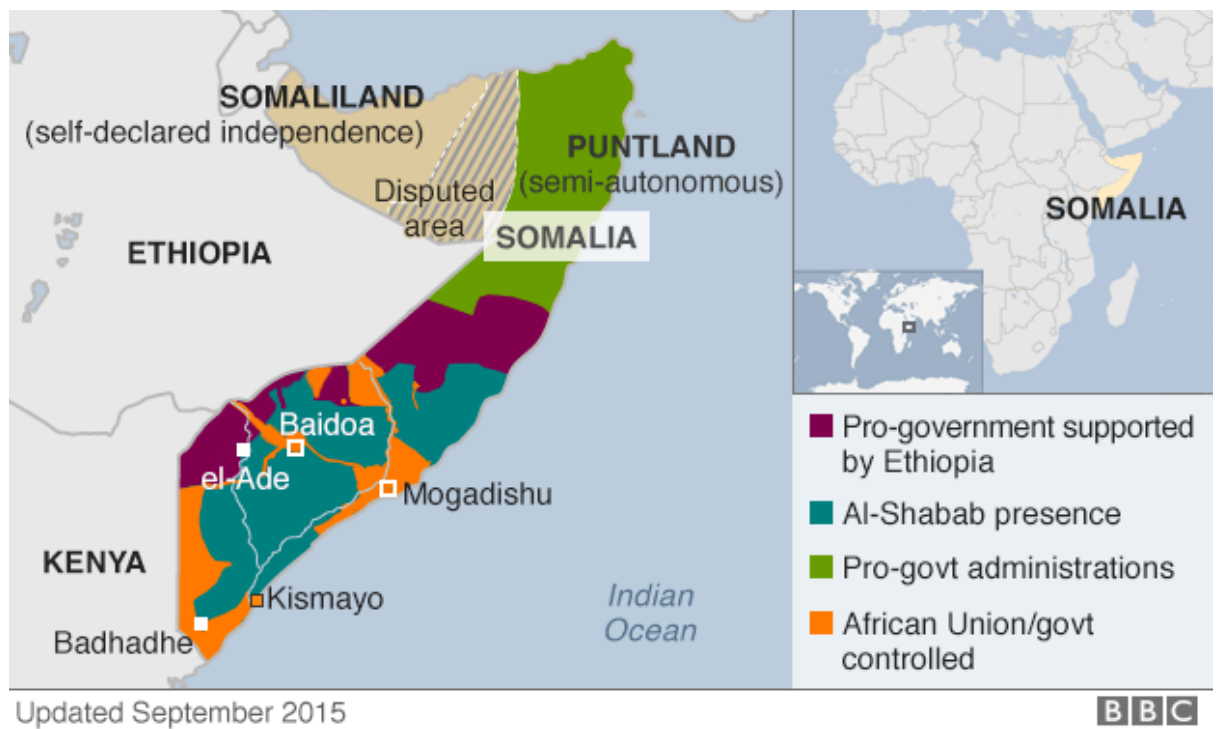 SOMALILAND
(self-declared independence)
PUNTLAND
(semi-autonomous)
Disputed
area
SOMALIA
ETHIOPIA
Baidoa
el-Ade
Mogadishu
KENYA
Kismayo
Badhadhe
Indian
Ocean
SOMALIA
Pro-government supported
by Ethiopia
Al-Shabab presence
Pro-govt administrations
African Union/govt
controlled
Updated September 2015
BBC